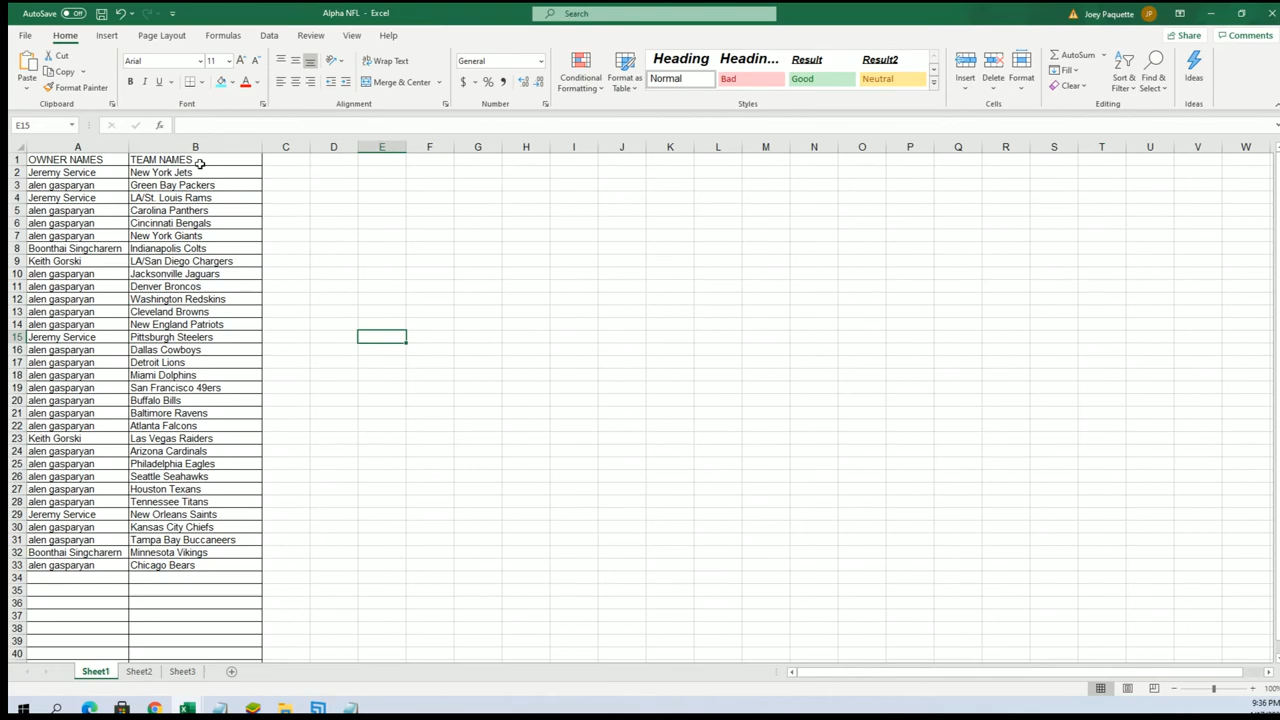 AutoSave Off Alpha NFL - Excel Search Joey Paquette JP
File Home Insert Page Layout Formulas Data Review View Help Share Comments
Paste Cut Copy Format Painter Clipboard
Arial 11 B I U Font
Wrap Text Merge & Center Alignment
General $ % Number
Conditional Formatting Format as Table
Heading Headin... Result Result2
Normal Bad Good Neutral
Styles
Insert Delete Format Cells
AutoSum Fill Clear Sort & Filter Find & Select Editing
Ideas Ideas
E15 fx
A B C D E F G H I J K L M N O P Q R S T U V W
1 OWNER NAMES TEAM NAMES
2 Jeremy Service New York Jets
3 alen gasparyan Green Bay Packers
4 Jeremy Service LA/St. Louis Rams
5 alen gasparyan Carolina Panthers
6 alen gasparyan Cincinnati Bengals
7 alen gasparyan New York Giants
8 Boonthai Singcharern Indianapolis Colts
9 Keith Gorski LA/San Diego Chargers
10 alen gasparyan Jacksonville Jaguars
11 alen gasparyan Denver Broncos
12 alen gasparyan Washington Redskins
13 alen gasparyan Cleveland Browns
14 alen gasparyan New England Patriots
15 Jeremy Service Pittsburgh Steelers
16 alen gasparyan Dallas Cowboys
17 alen gasparyan Detroit Lions
18 alen gasparyan Miami Dolphins
19 alen gasparyan San Francisco 49ers
20 alen gasparyan Buffalo Bills
21 alen gasparyan Baltimore Ravens
22 alen gasparyan Atlanta Falcons
23 Keith Gorski Las Vegas Raiders
24 alen gasparyan Arizona Cardinals
25 alen gasparyan Philadelphia Eagles
26 alen gasparyan Seattle Seahawks
27 alen gasparyan Houston Texans
28 alen gasparyan Tennessee Titans
29 Jeremy Service New Orleans Saints
30 alen gasparyan Kansas City Chiefs
31 alen gasparyan Tampa Bay Buccaneers
32 Boonthai Singcharern Minnesota Vikings
33 alen gasparyan Chicago Bears
34
35
36
37
38
39
40
Sheet1 Sheet2 Sheet3
100%
9:36 PM